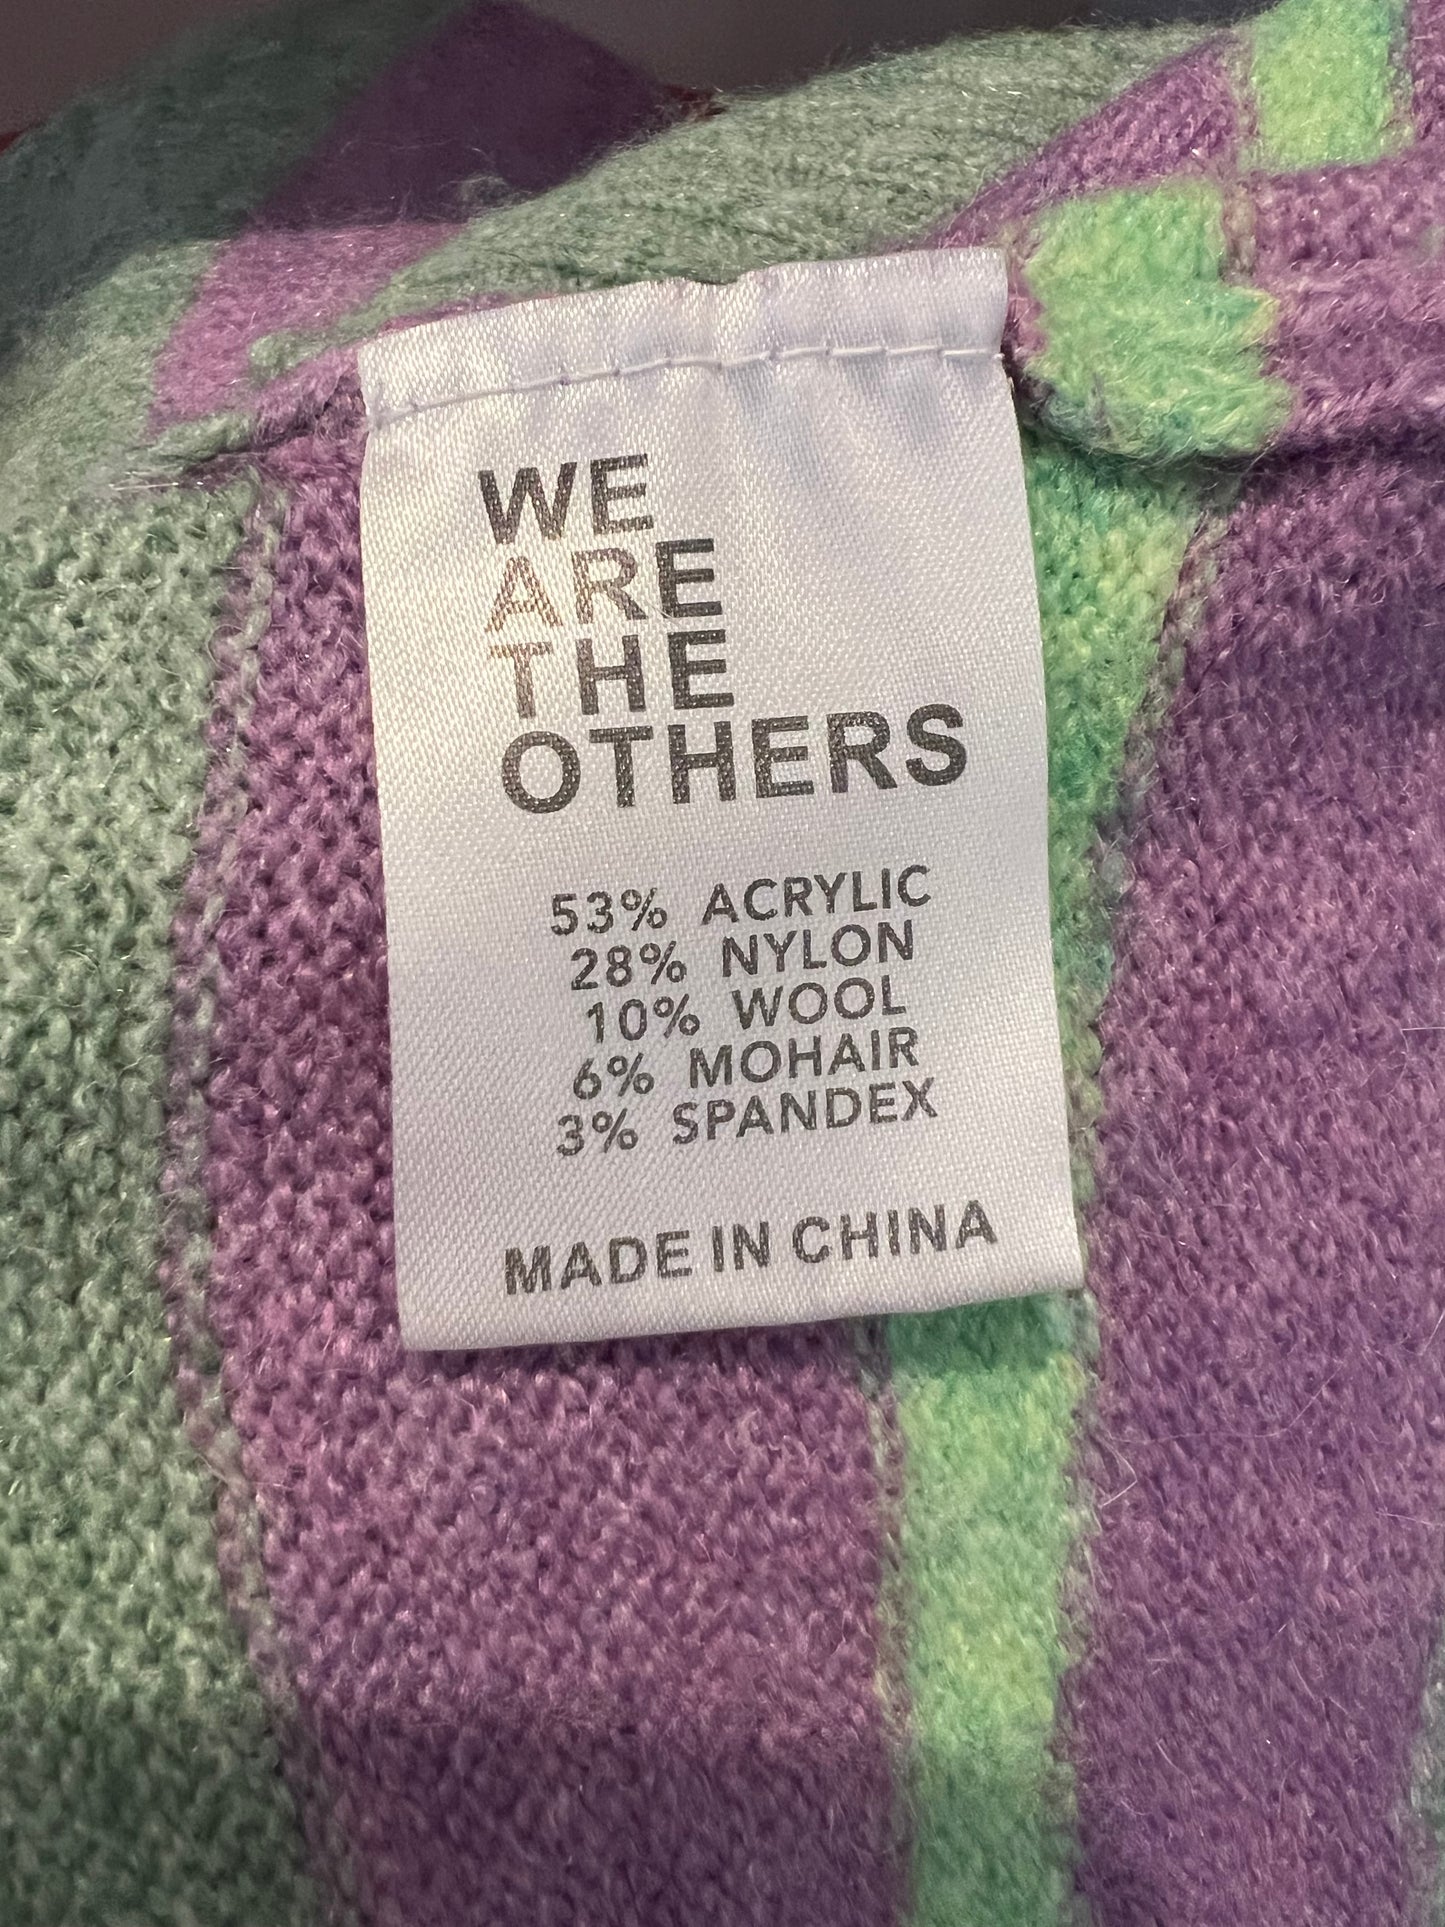 WE
ARE
THE
OTHERS
53% ACRYLIC
28% NYLON
10% WOOL
6% MOHAIR
3% SPANDEX
MADE IN CHINA